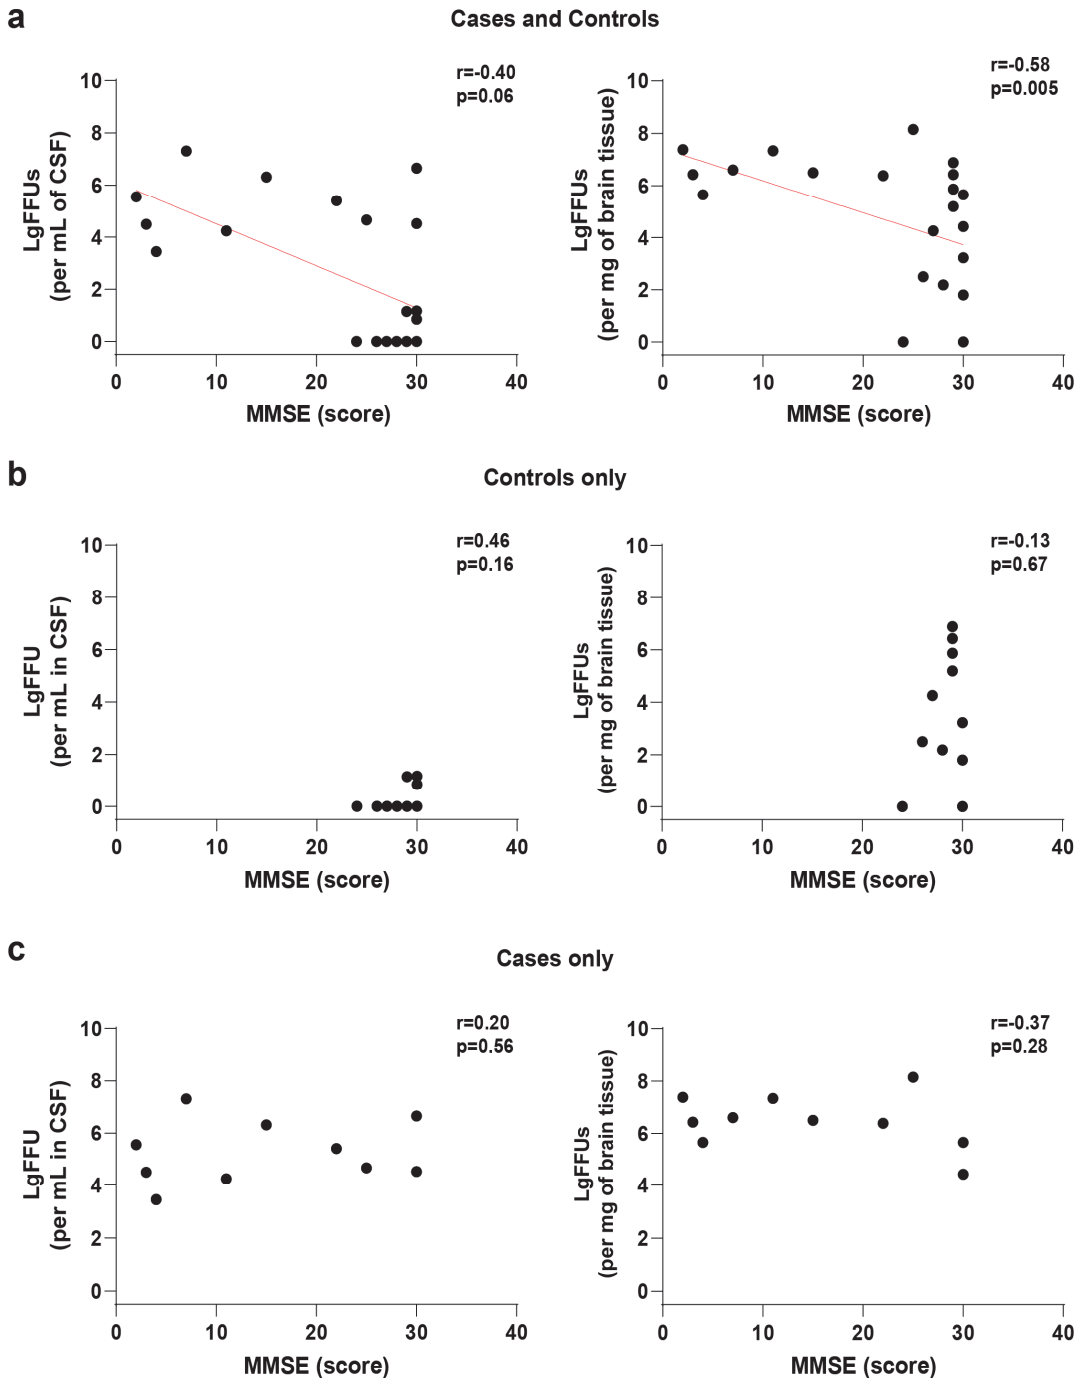 a
Cases and Controls
r=-0.40
p=0.06
LgFFUs
(per mL of CSF)
10
8
6
4
2
0
0 10 20 30 40
MMSE (score)
r=-0.58
p=0.005
LgFFUs
(per mg of brain tissue)
10
8
6
4
2
0
0 10 20 30 40
MMSE (score)
b
Controls only
r=0.46
p=0.16
LgFFU
(per mL in CSF)
10
8
6
4
2
0
0 10 20 30 40
MMSE (score)
r=-0.13
p=0.67
LgFFUs
(per mg of brain tissue)
10
8
6
4
2
0
0 10 20 30 40
MMSE (score)
c
Cases only
r=0.20
p=0.56
LgFFU
(per mL in CSF)
10
8
6
4
2
0
0 10 20 30 40
MMSE (score)
r=-0.37
p=0.28
LgFFUs
(per mg of brain tissue)
10
8
6
4
2
0
0 10 20 30 40
MMSE (score)